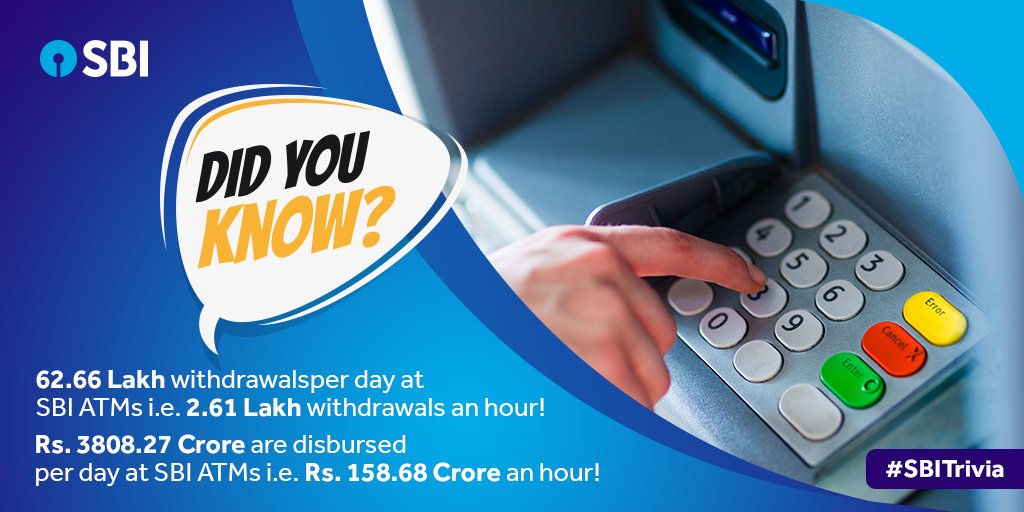 SBI
DID YOU
KNOW?
62.66 Lakh withdrawalsper day at
SBI ATMs i.e. 2.61 Lakh withdrawals an hour!
Rs. 3808.27 Crore are disbursed
per day at SBI ATMs i.e. Rs. 158.68 Crore an hour!
1
2
3
4
5
6
8
9
0
Error
Cancel X
Enter
#SBITrivia